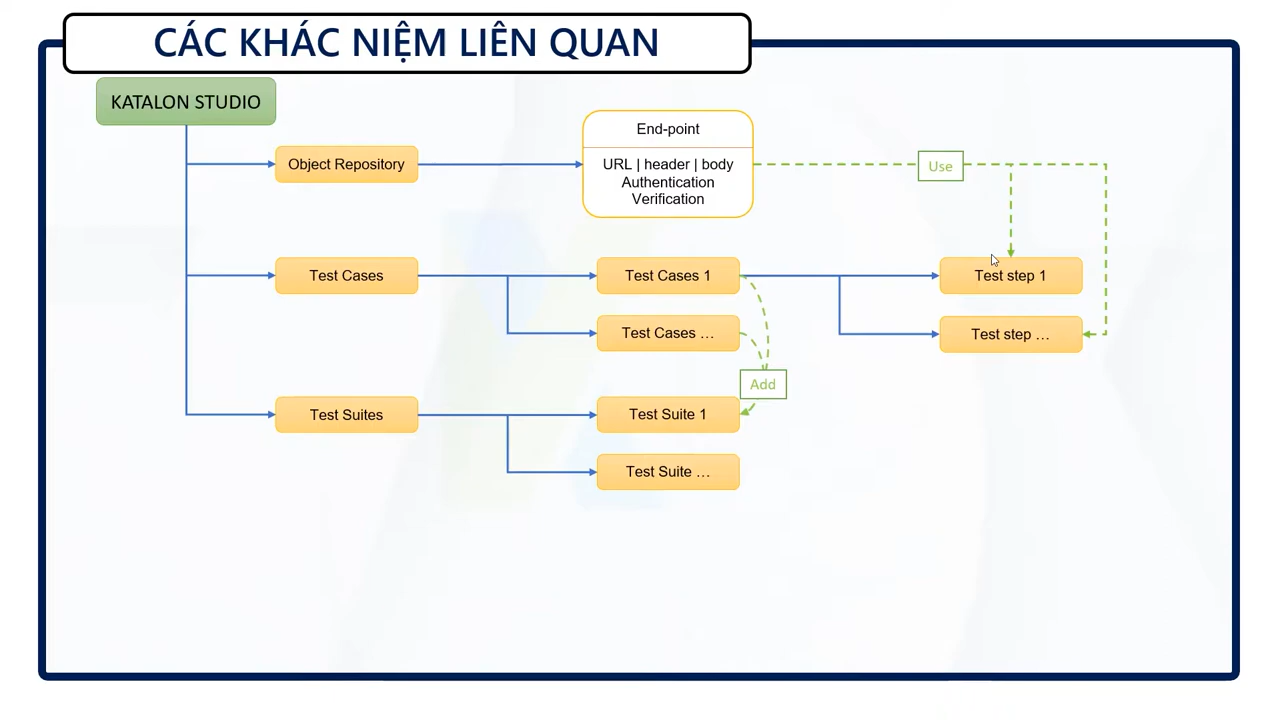 CÁC KHÁC NIỆM LIÊN QUAN
KATALON STUDIO
Object Repository
End-point
URL | header | body
Authentication
Verification
Use
Test Cases
Test Cases 1
Test step 1
Test Cases ...
Test step ...
Add
Test Suites
Test Suite 1
Test Suite ...